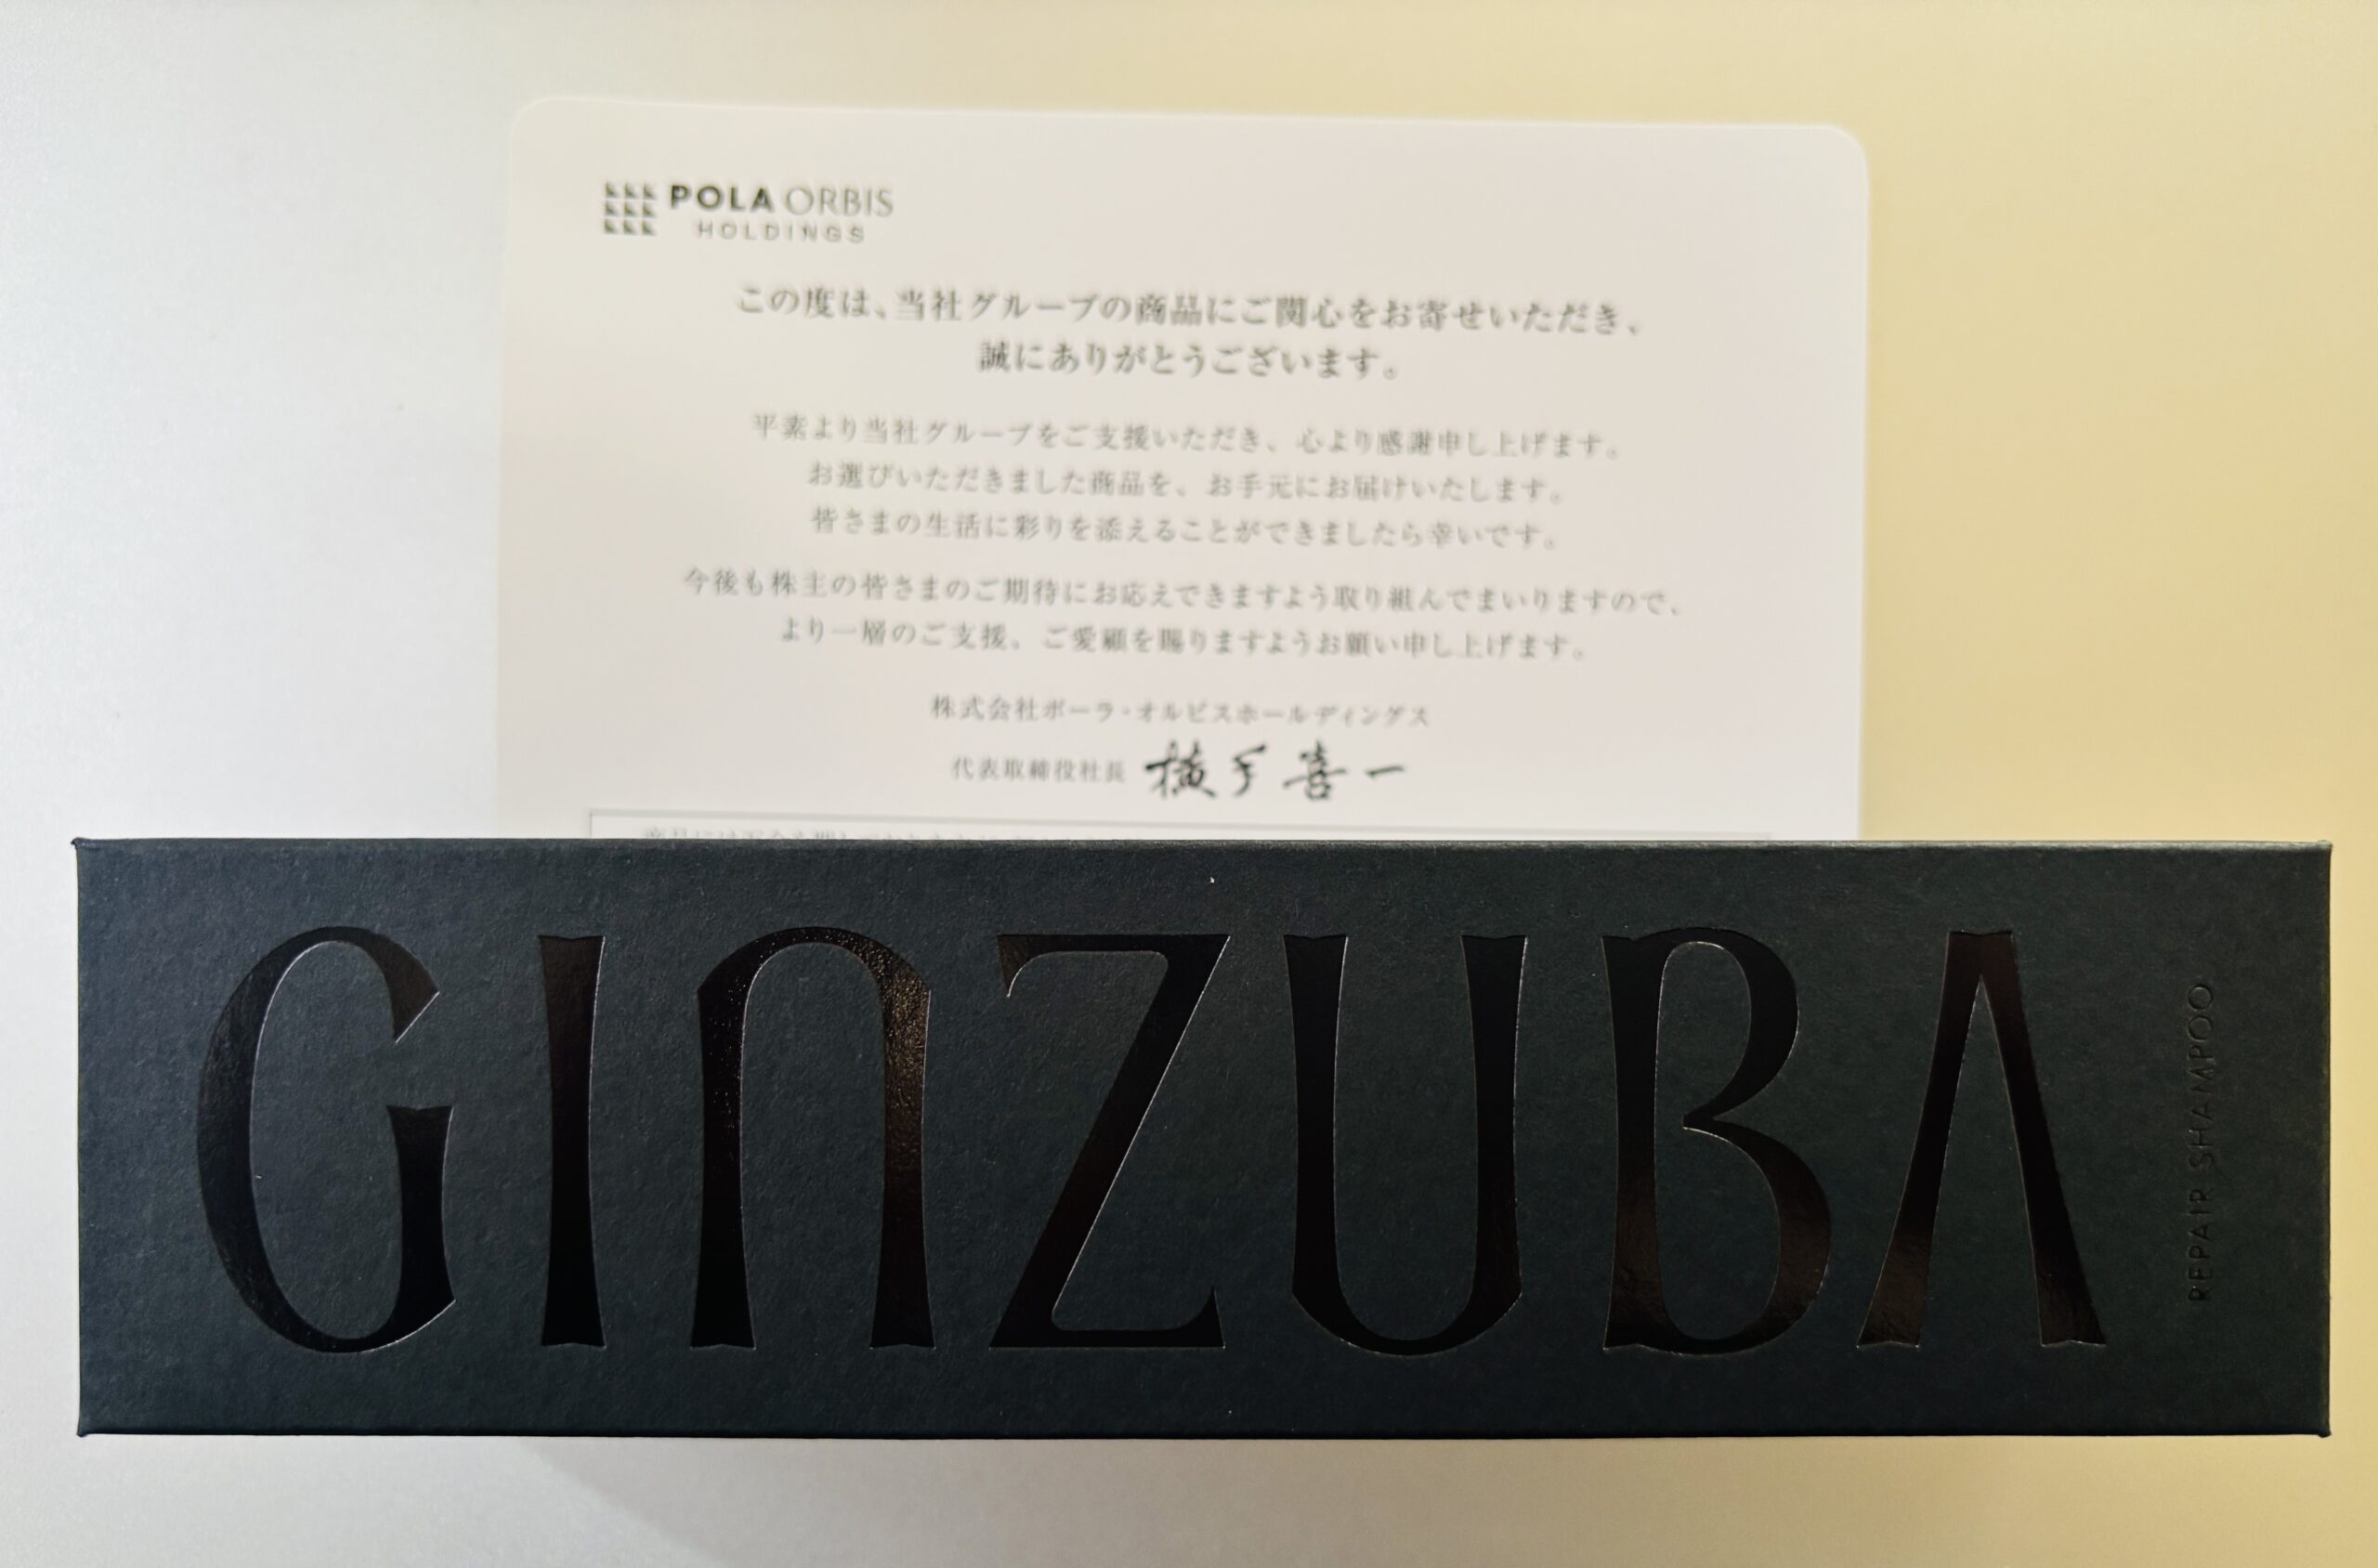 POLA ORBIS
HOLDINGS
この度は、当社グループの商品にご関心をお寄せいただき、
誠にありがとうございます。
平素より当社グループをご支援いただき、心より感謝申し上げます。
お選びいただきました商品を、お手元にお届けいたします。
皆さまの生活に彩りを添えることができましたら幸いです。
今後も株主の皆さまのご期待にお応えできますよう取り組んでまいりますので、
より一層のご支援、ご愛顧を賜りますようお願い申し上げます。
株式会社ポーラ・オルビスホールディングス
代表取締役社長 横手喜一
GINZUBA
REPAIR SHAMPOO